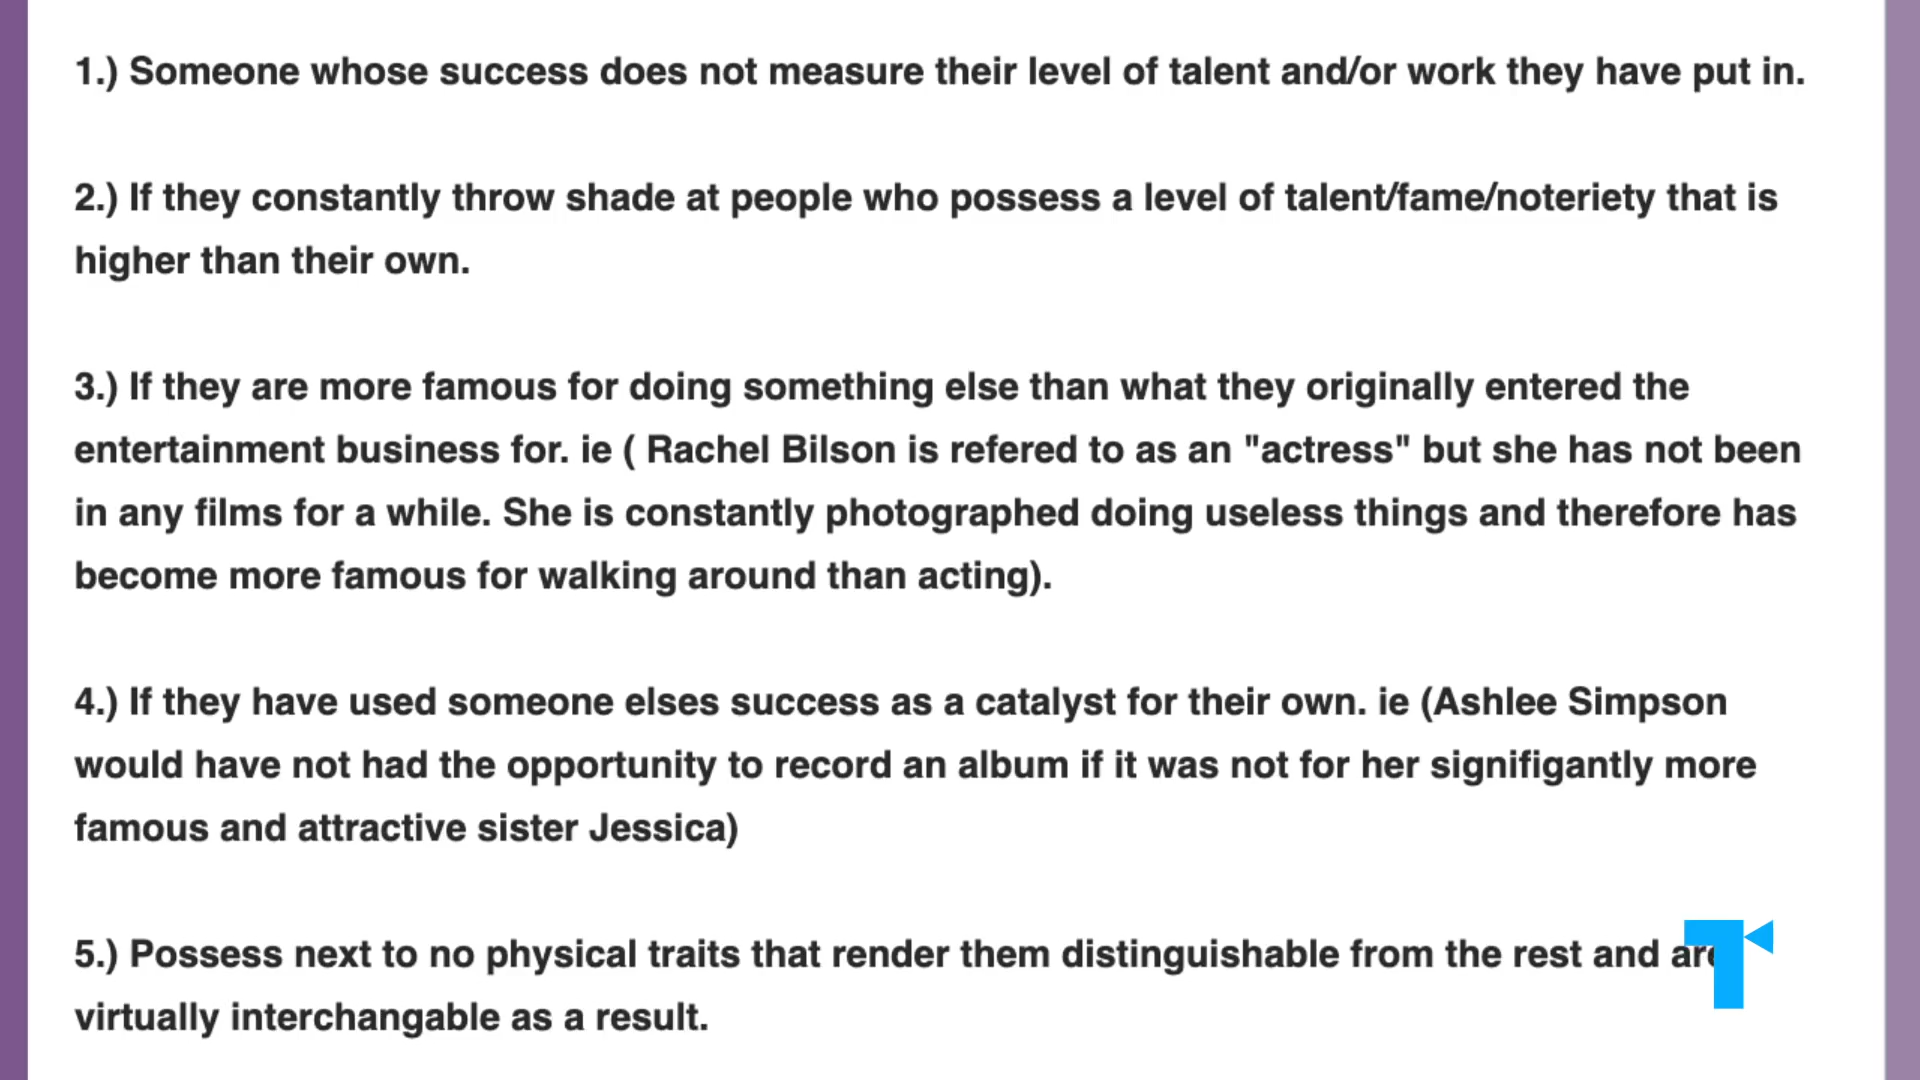 1.) Someone whose success does not measure their level of talent and/or work they have put in.
2.) If they constantly throw shade at people who possess a level of talent/fame/noteriety that is
higher than their own.
3.) If they are more famous for doing something else than what they originally entered the
entertainment business for. ie ( Rachel Bilson is refered to as an "actress" but she has not been
in any films for a while. She is constantly photographed doing useless things and therefore has
become more famous for walking around than acting).
4.) If they have used someone elses success as a catalyst for their own. ie (Ashlee Simpson
would have not had the opportunity to record an album if it was not for her signifigantly more
famous and attractive sister Jessica)
5.) Possess next to no physical traits that render them distinguishable from the rest and are
virtually interchangable as a result.